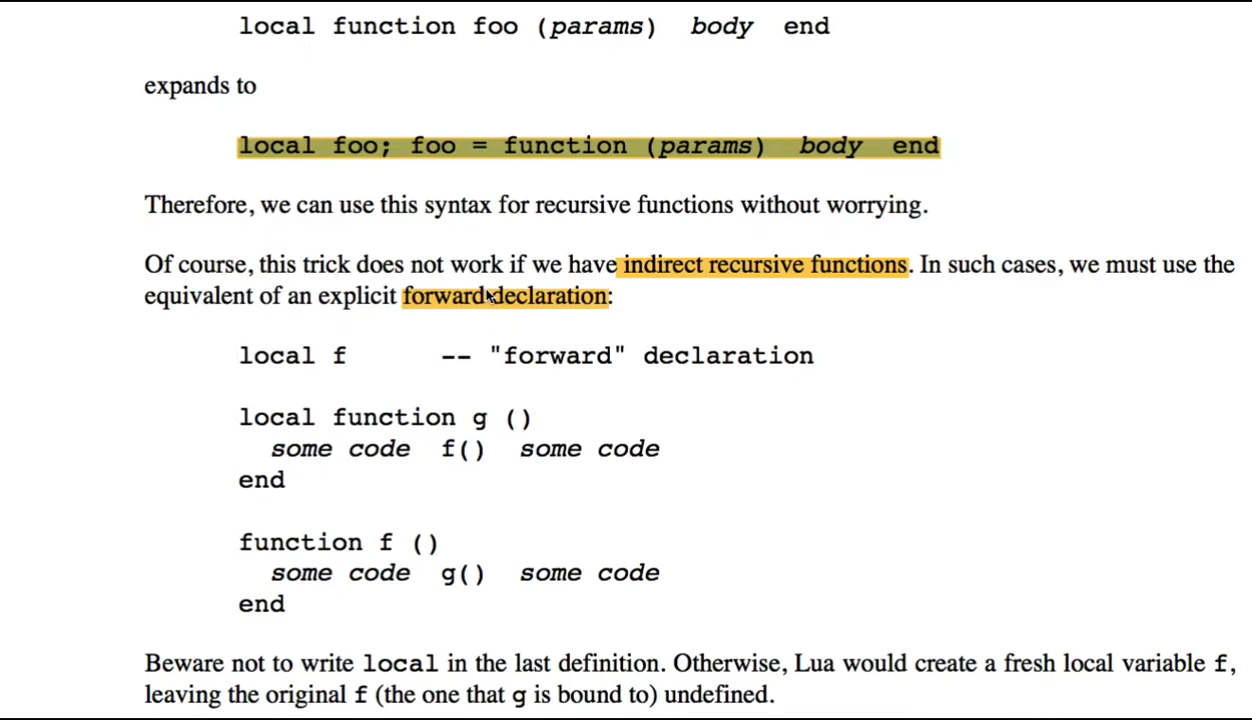 local function foo (params)  body  end
expands to
local foo; foo = function (params)  body  end
Therefore, we can use this syntax for recursive functions without worrying.
Of course, this trick does not work if we have indirect recursive functions. In such cases, we must use the
equivalent of an explicit forward declaration:
local f      -- "forward" declaration
local function g ()
  some code  f()  some code
end
function f ()
  some code  g()  some code
end
Beware not to write local in the last definition. Otherwise, Lua would create a fresh local variable f,
leaving the original f (the one that g is bound to) undefined.